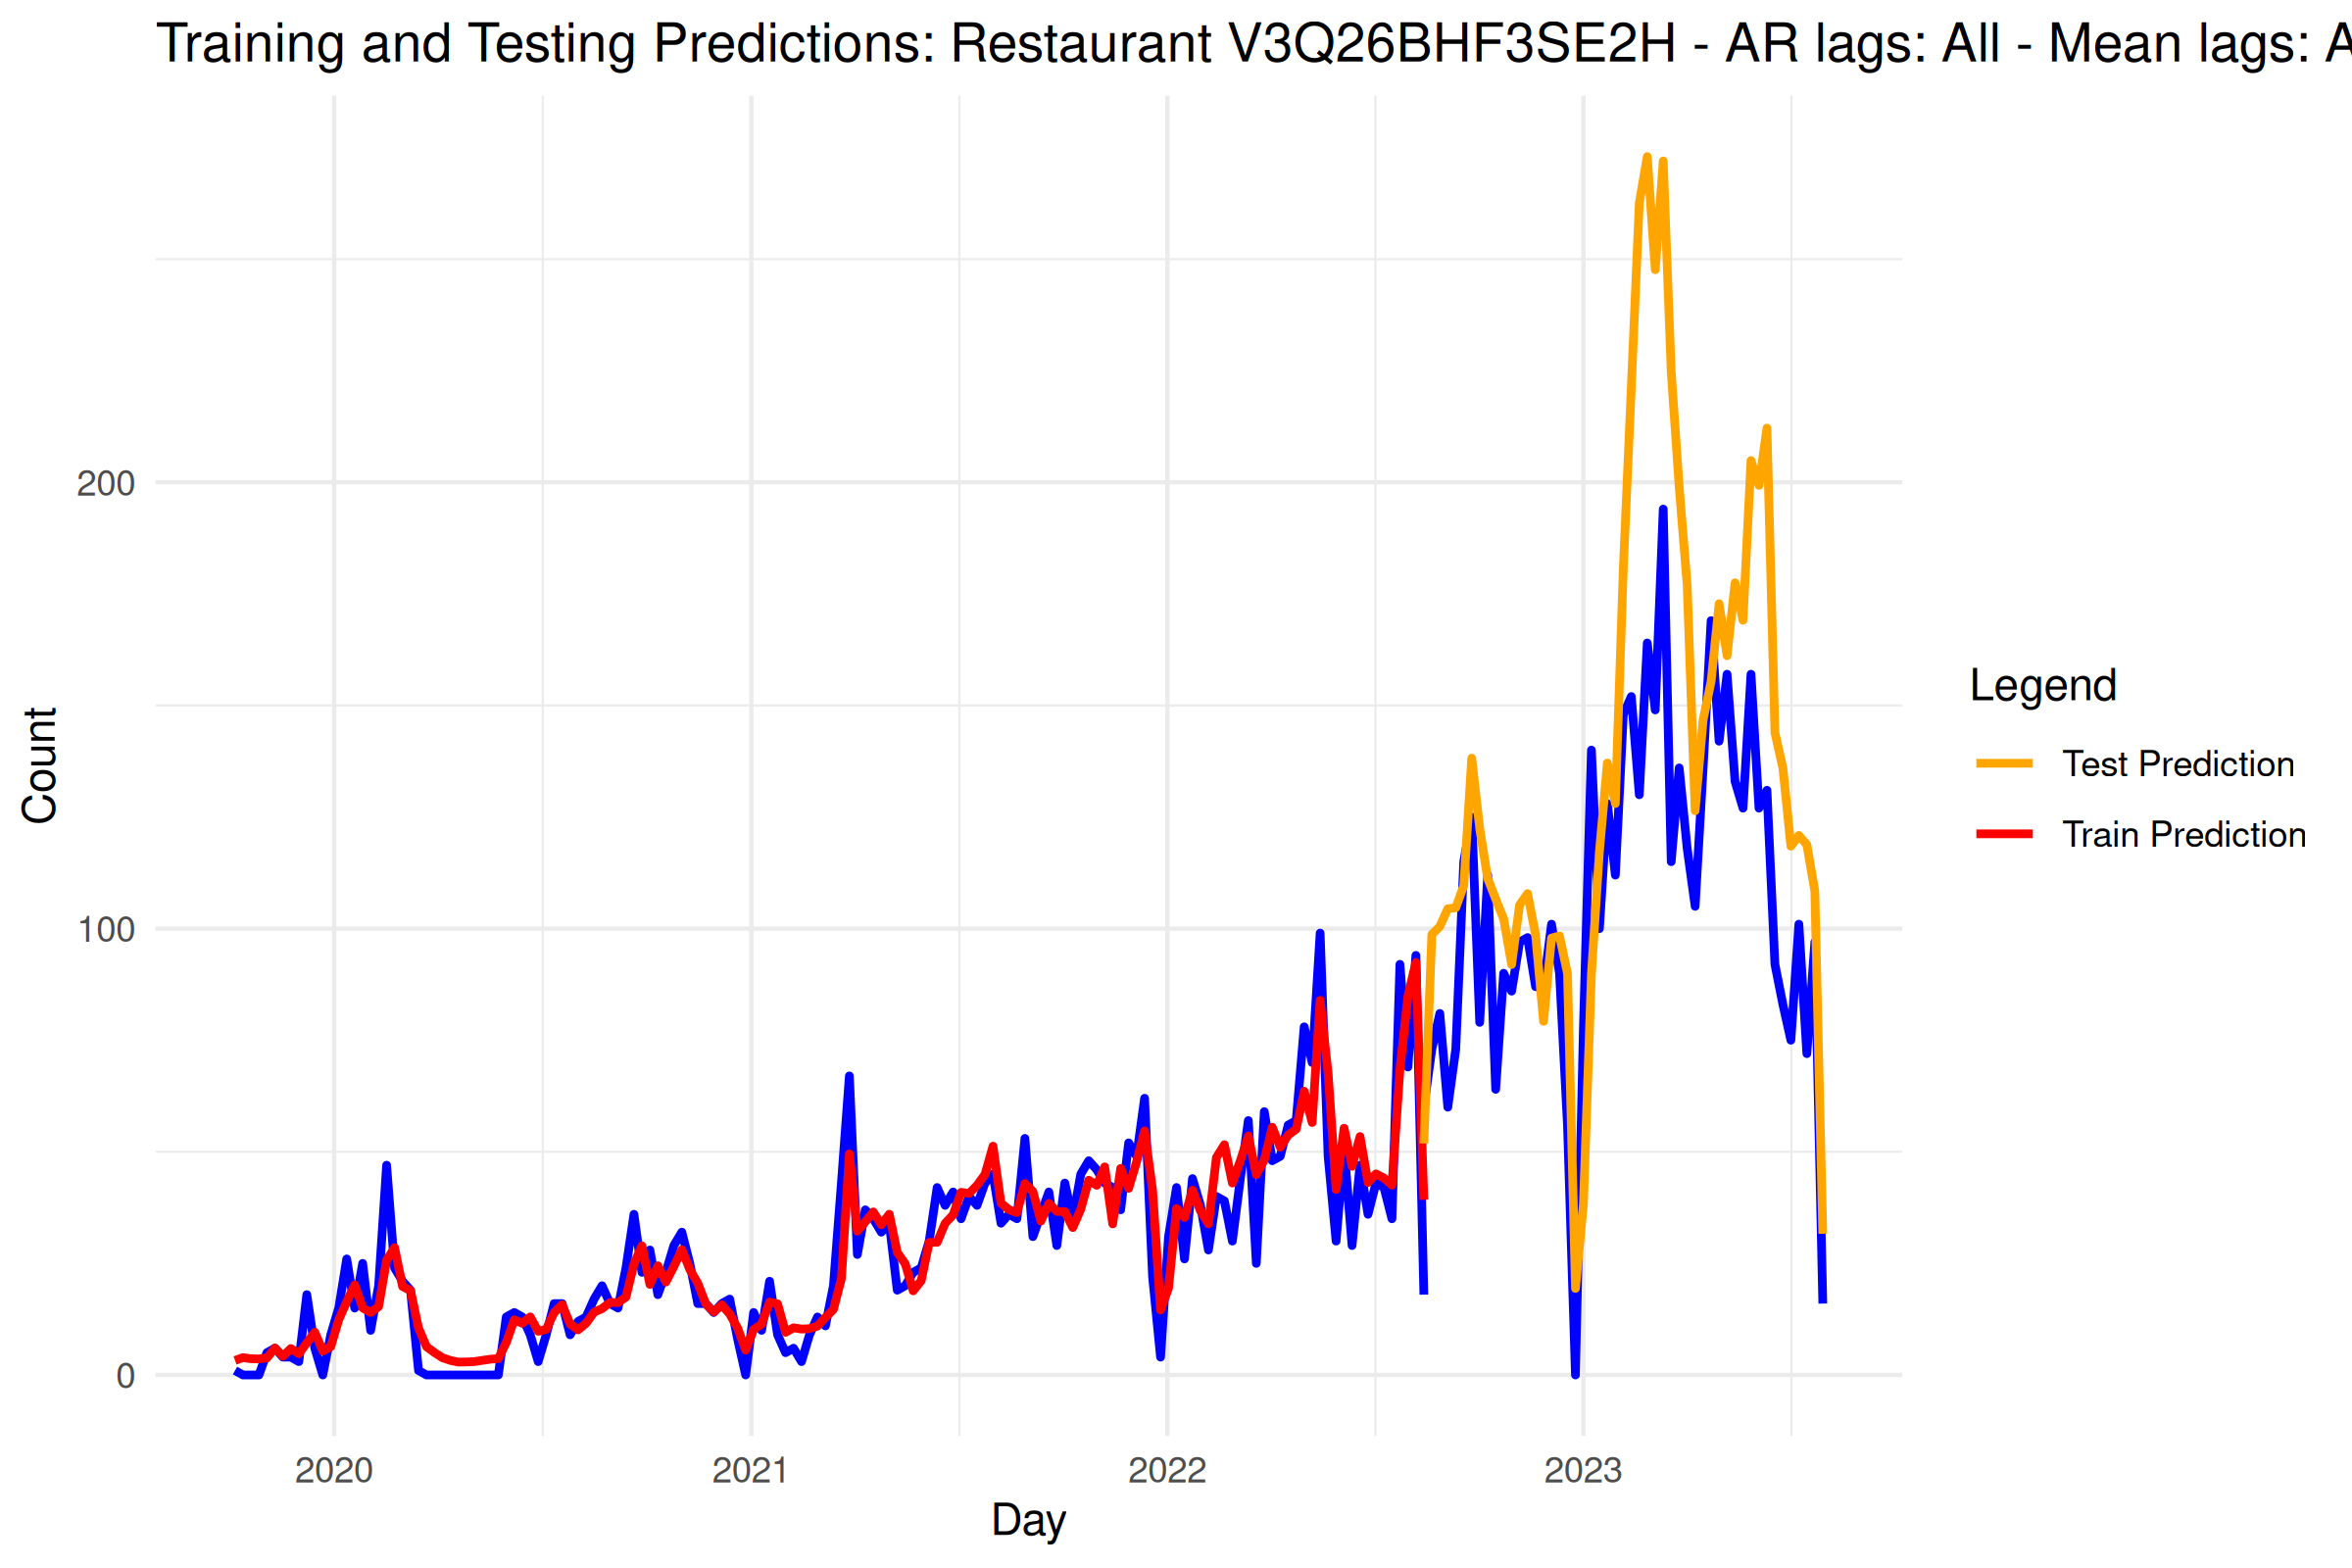 Training and Testing Predictions: Restaurant V3Q26BHF3SE2H - AR lags: All - Mean lags: A
Count
200
100
0
2020
2021
2022
2023
Day
Legend
Test Prediction
Train Prediction